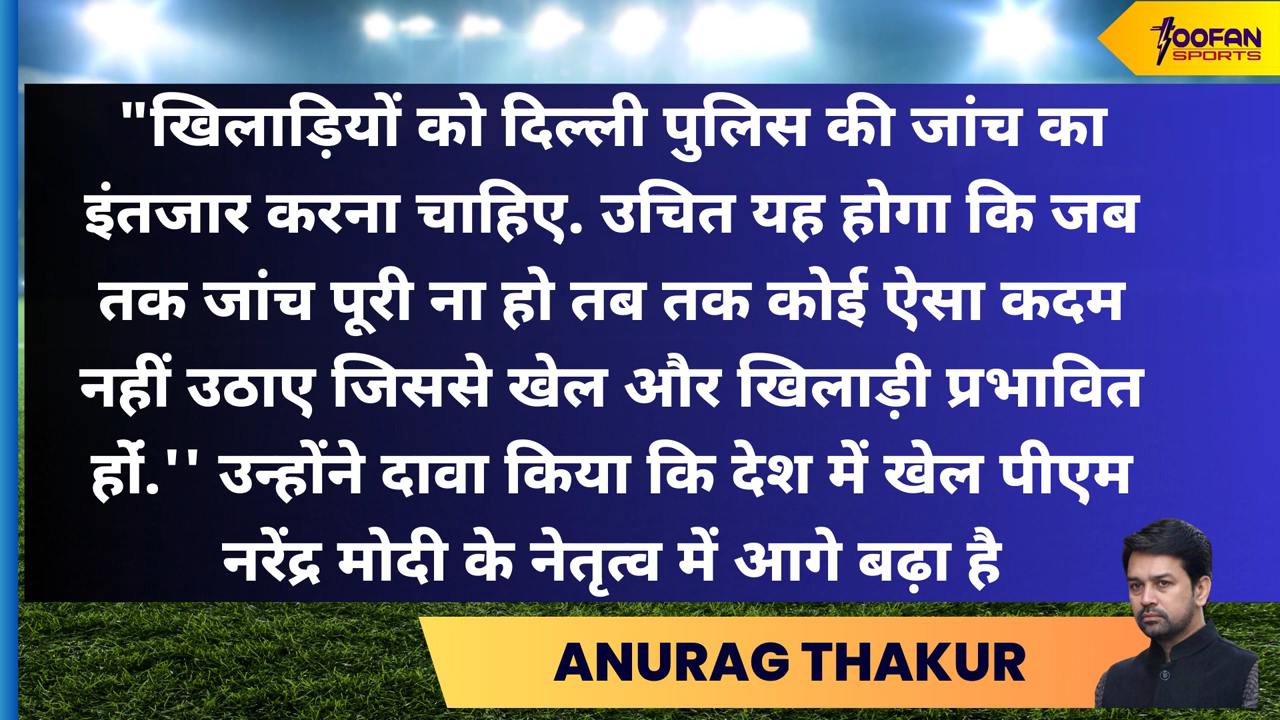 TOOFAN
SPORTS
"खिलाड़ियों को दिल्ली पुलिस की जांच का
इंतजार करना चाहिए. उचित यह होगा कि जब
तक जांच पूरी ना हो तब तक कोई ऐसा कदम
नहीं उठाए जिससे खेल और खिलाड़ी प्रभावित
हों.'' उन्होंने दावा किया कि देश में खेल पीएम
नरेंद्र मोदी के नेतृत्व में आगे बढ़ा है
ANURAG THAKUR